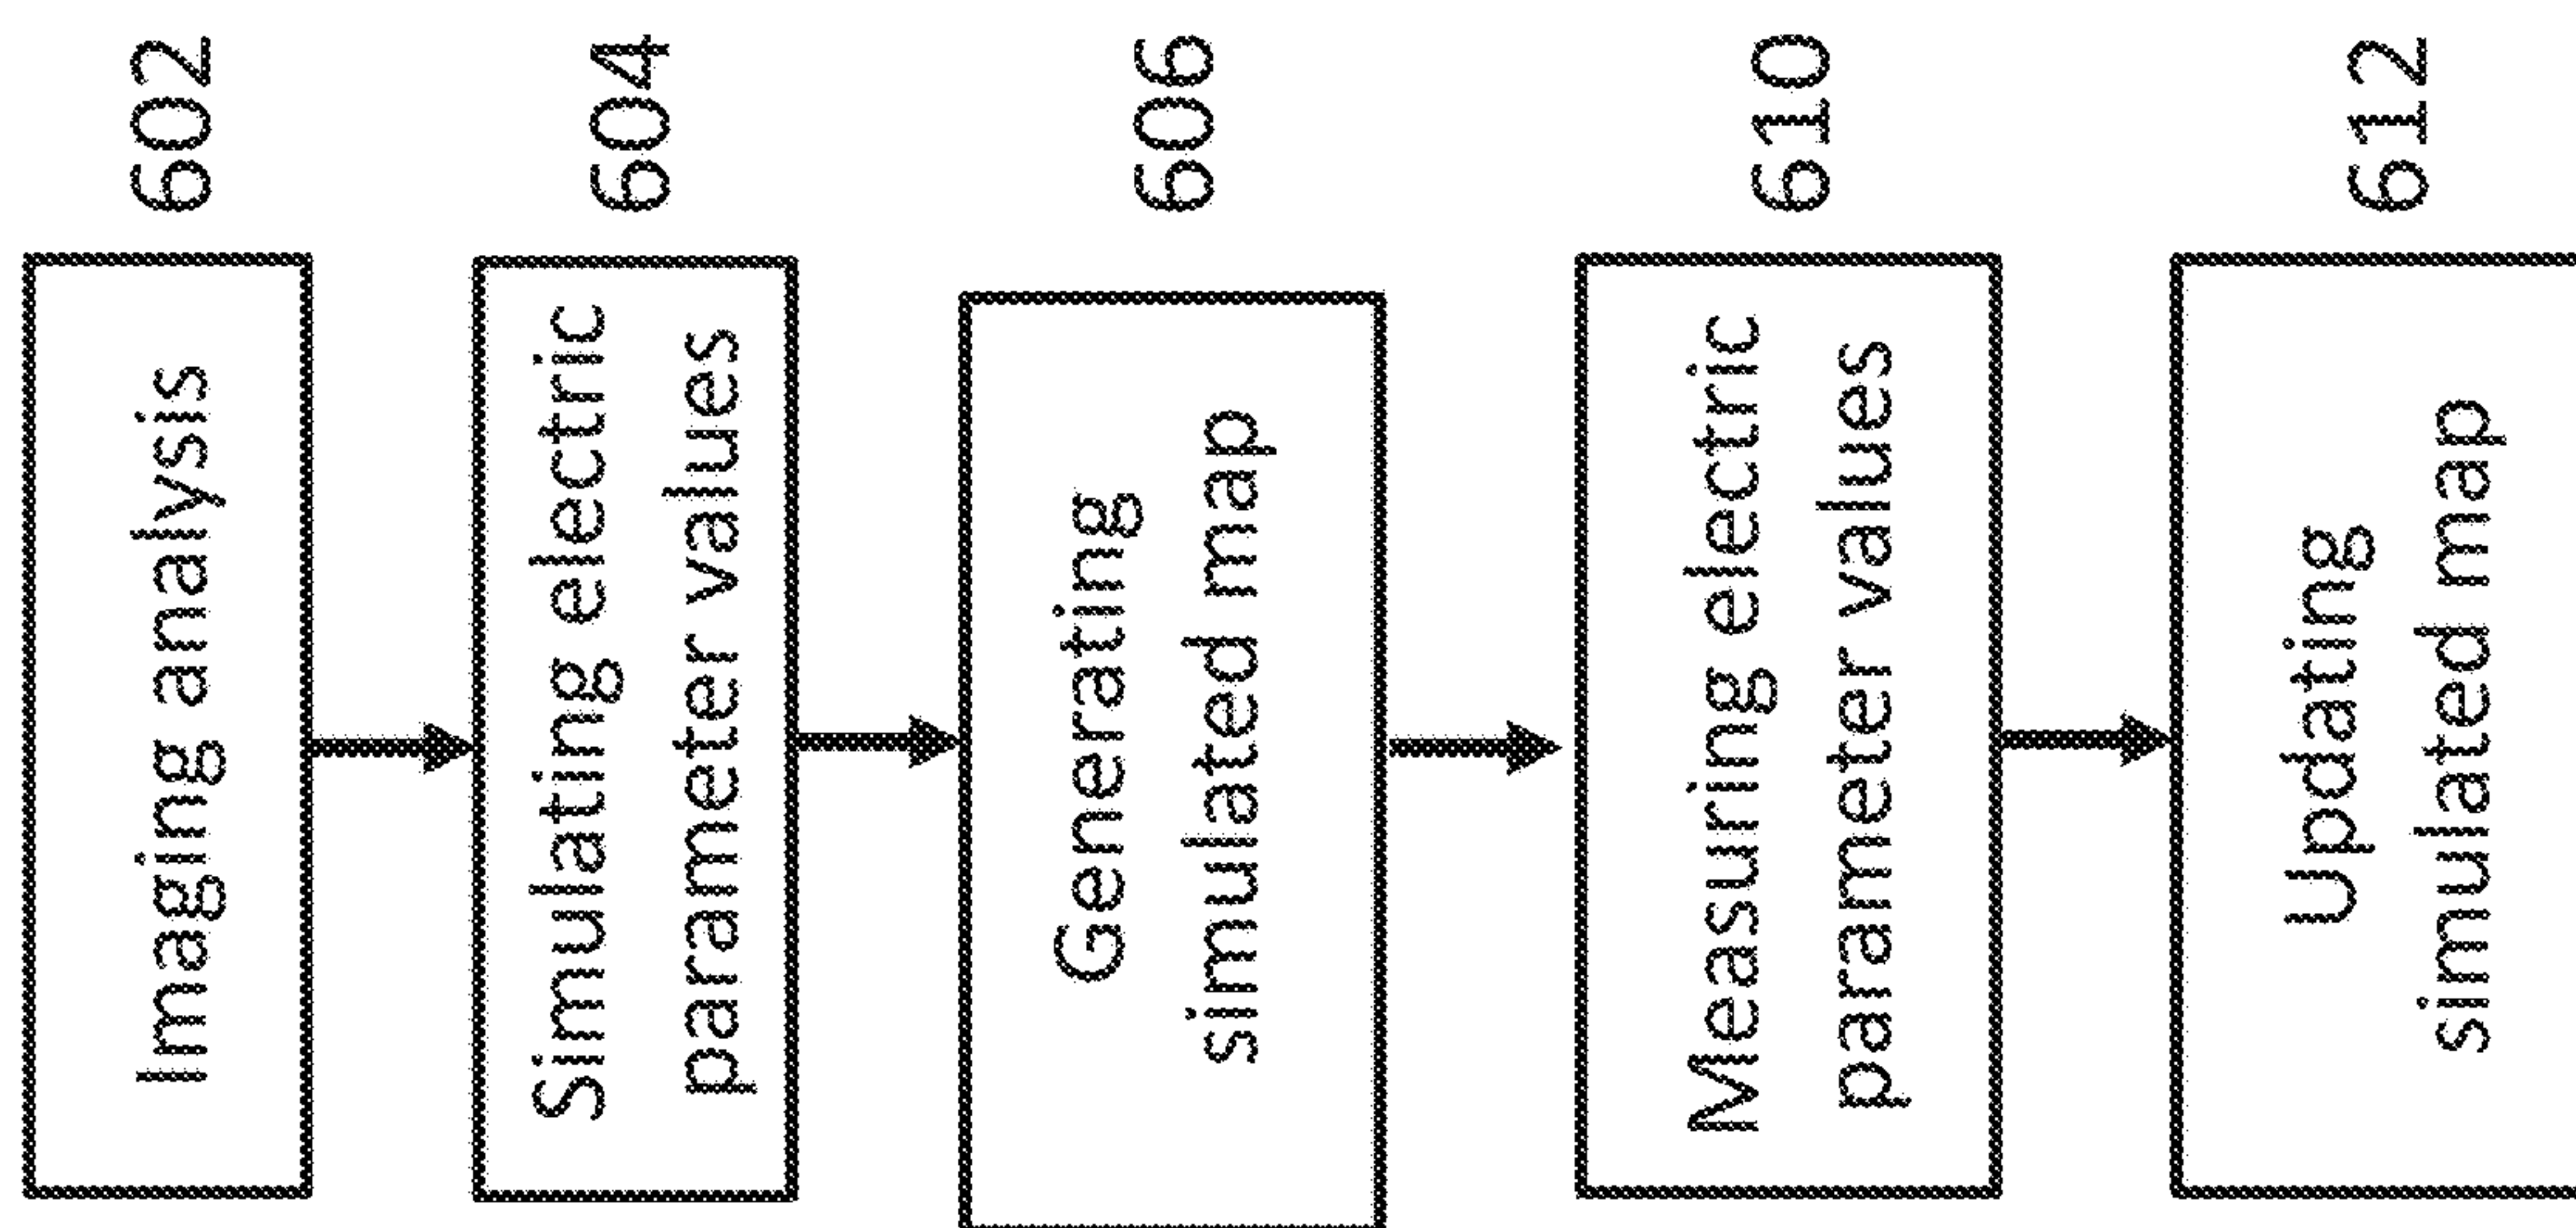 Imaging analysis
602
Simulating electric
parameter values
604
Generating
simulated map
606
Measuring electric
parameter values
610
Updating
simulated map
612